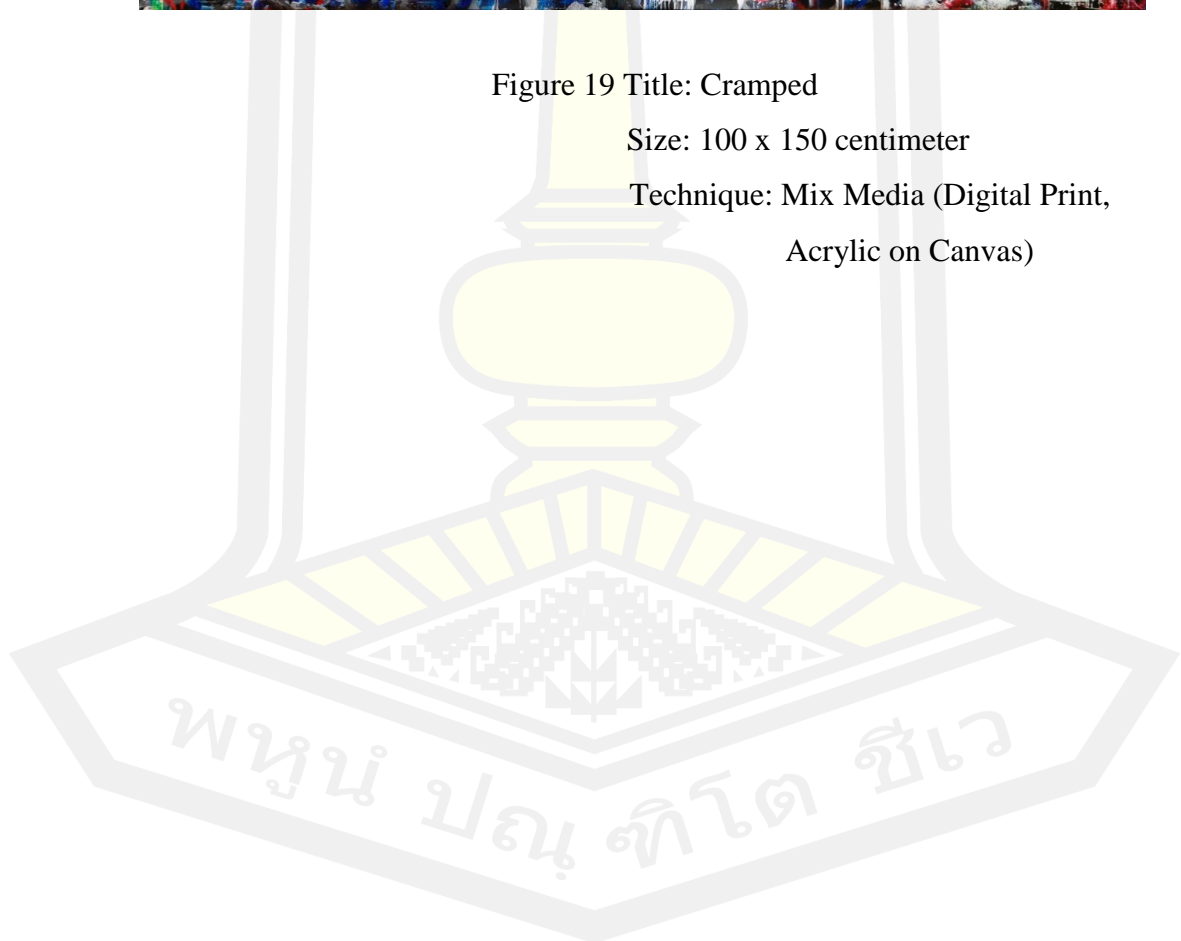 Figure 19 Title: Cramped
Size: 100 x 150 centimeter
Technique: Mix Media (Digital Print,
Acrylic on Canvas)
พหูนํ ปณฺฑิโต ชีเว